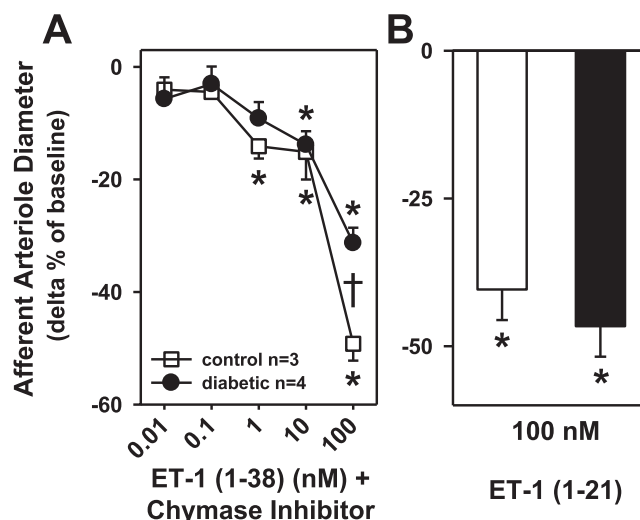 A
Afferent Arteriole Diameter
(delta % of baseline)
0
-20
-40
-60
*
*
*
*
†
*
control n=3
diabetic n=4
0.01
0.1
1
10
100
ET-1 (1-38) (nM) +
Chymase Inhibitor
B
0
-25
-50
*
*
100 nM
ET-1 (1-21)